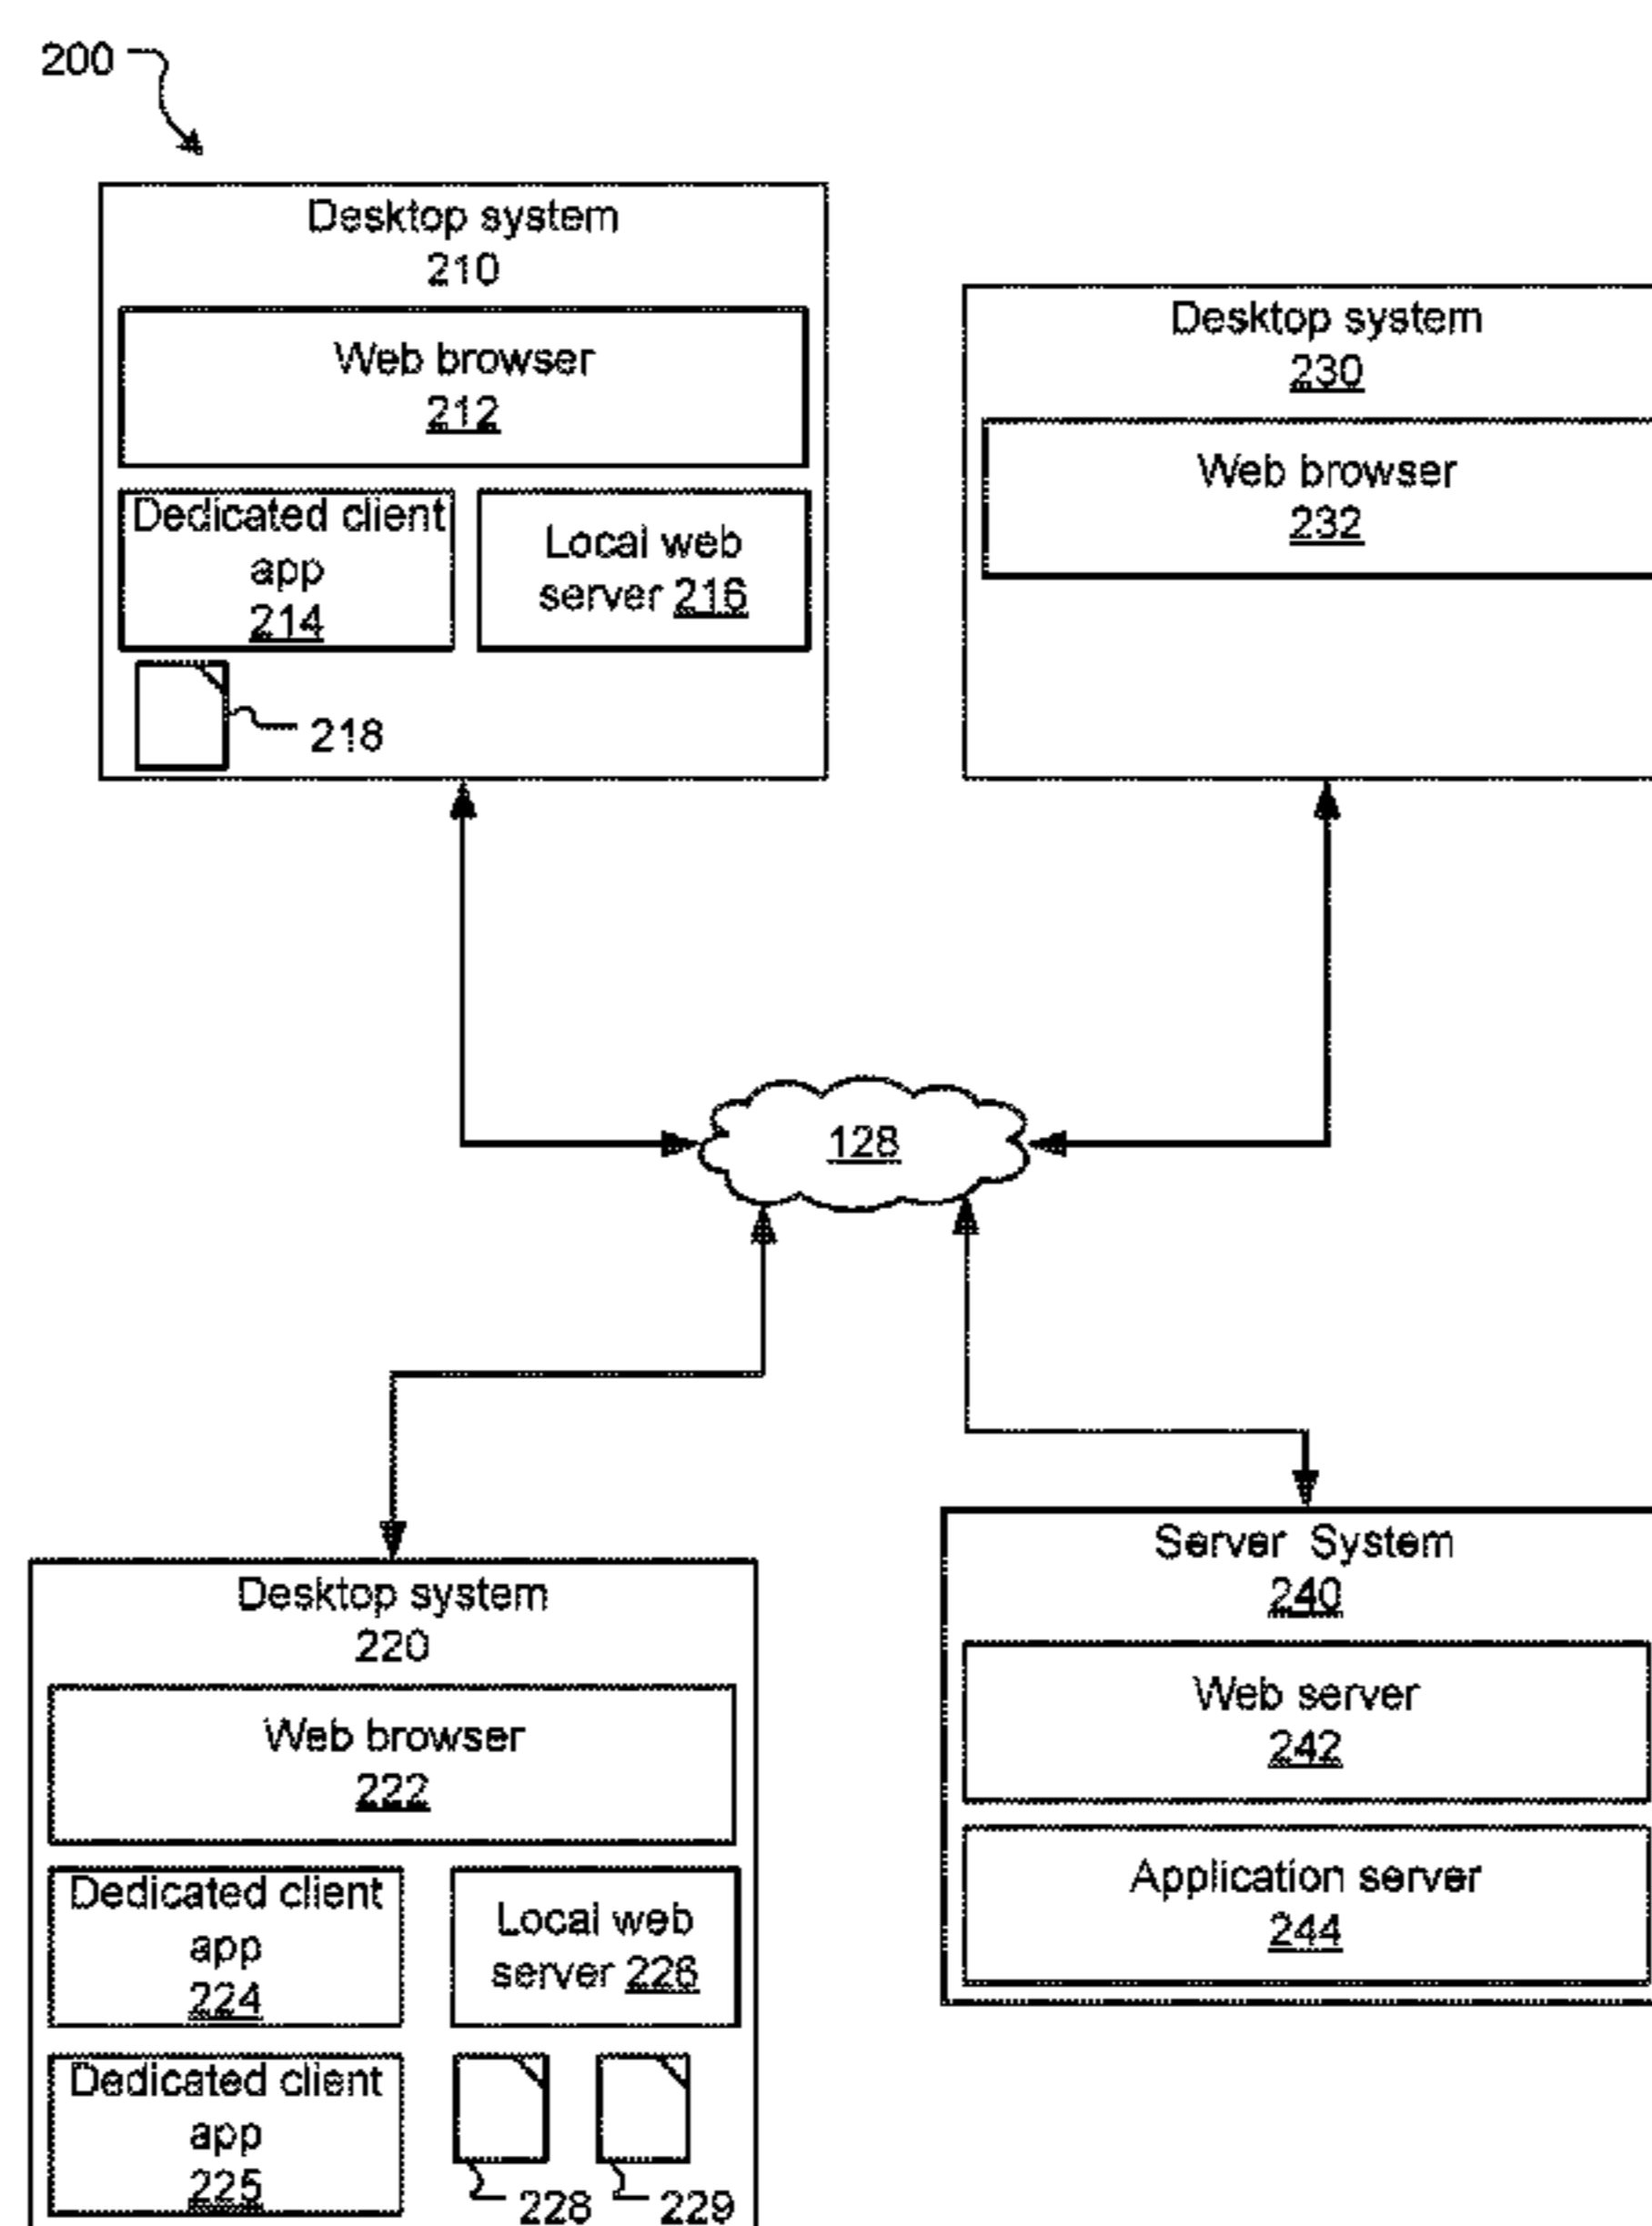 200
Desktop system
210
Web browser
212
Dedicated client
app
214
Local web
server 216
218
Desktop system
230
Web browser
232
128
Desktop system
220
Web browser
222
Dedicated client
app
224
Local web
server 226
Dedicated client
app
225
228
229
Server System
240
Web server
242
Application server
244